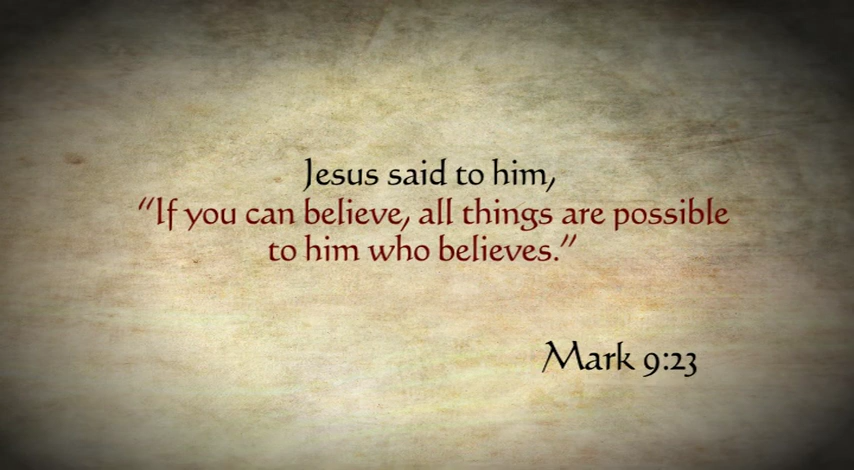 Jesus said to him,
“If you can believe, all things are possible
to him who believes.”
Mark 9:23